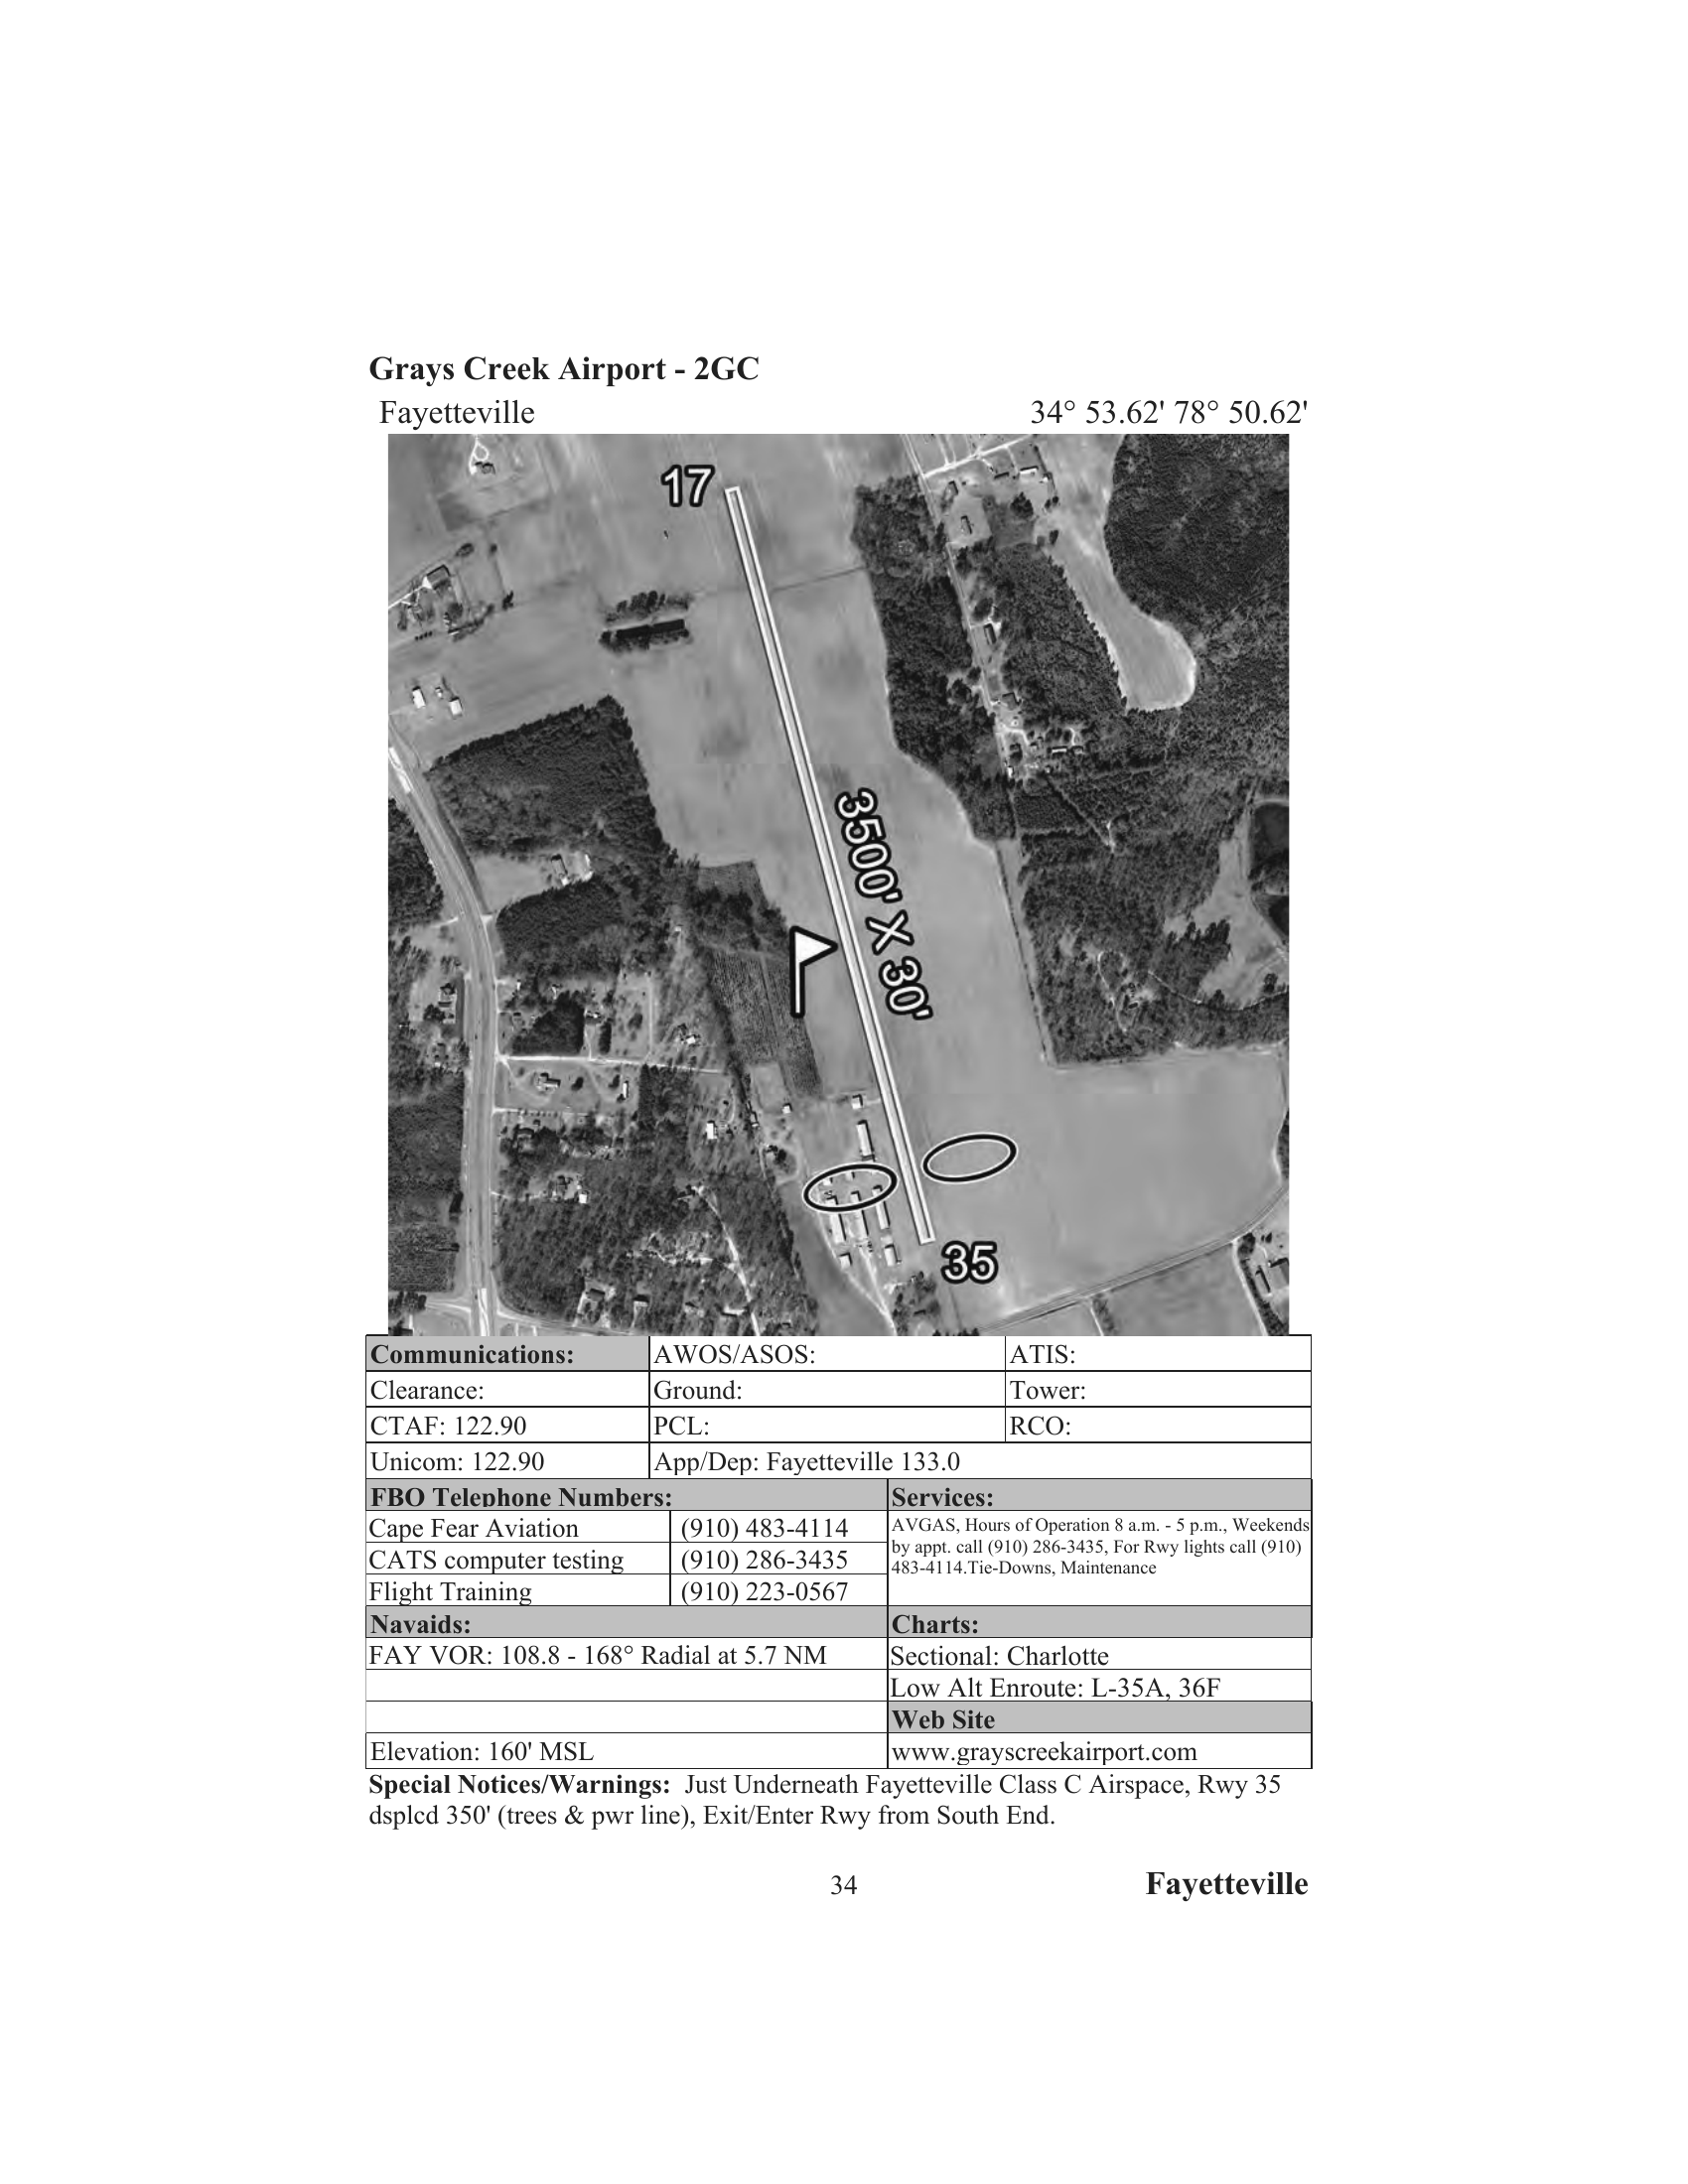 Grays Creek Airport - 2GC
Fayetteville 34° 53.62' 78° 50.62'
17
3500' X 30'
35
Communications: AWOS/ASOS: ATIS:
Clearance: Ground: Tower:
CTAF: 122.90 PCL: RCO:
Unicom: 122.90 App/Dep: Fayetteville 133.0
FBO Telephone Numbers: Services:
Cape Fear Aviation (910) 483-4114
CATS computer testing (910) 286-3435
Flight Training (910) 223-0567
AVGAS, Hours of Operation 8 a.m. - 5 p.m., Weekends
by appt. call (910) 286-3435, For Rwy lights call (910)
483-4114.Tie-Downs, Maintenance
Navaids: Charts:
FAY VOR: 108.8 - 168° Radial at 5.7 NM Sectional: Charlotte
Low Alt Enroute: L-35A, 36F
Web Site
Elevation: 160' MSL www.grayscreekairport.com
Special Notices/Warnings: Just Underneath Fayetteville Class C Airspace, Rwy 35
dsplcd 350' (trees & pwr line), Exit/Enter Rwy from South End.
34 Fayetteville